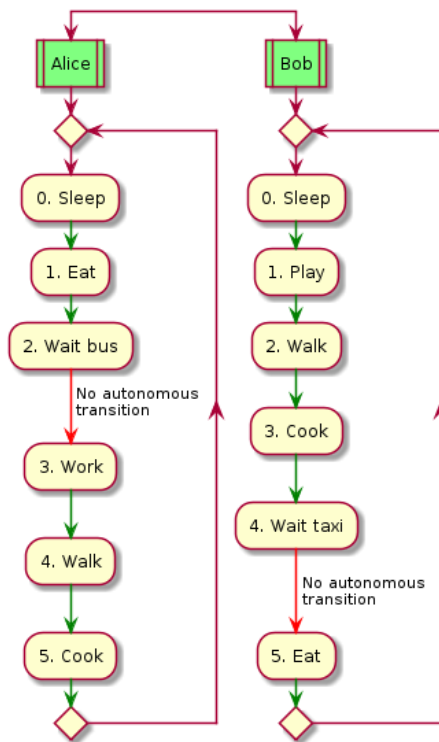 Alice
0. Sleep
1. Eat
2. Wait bus
No autonomous
transition
3. Work
4. Walk
5. Cook
Bob
0. Sleep
1. Play
2. Walk
3. Cook
4. Wait taxi
No autonomous
transition
5. Eat